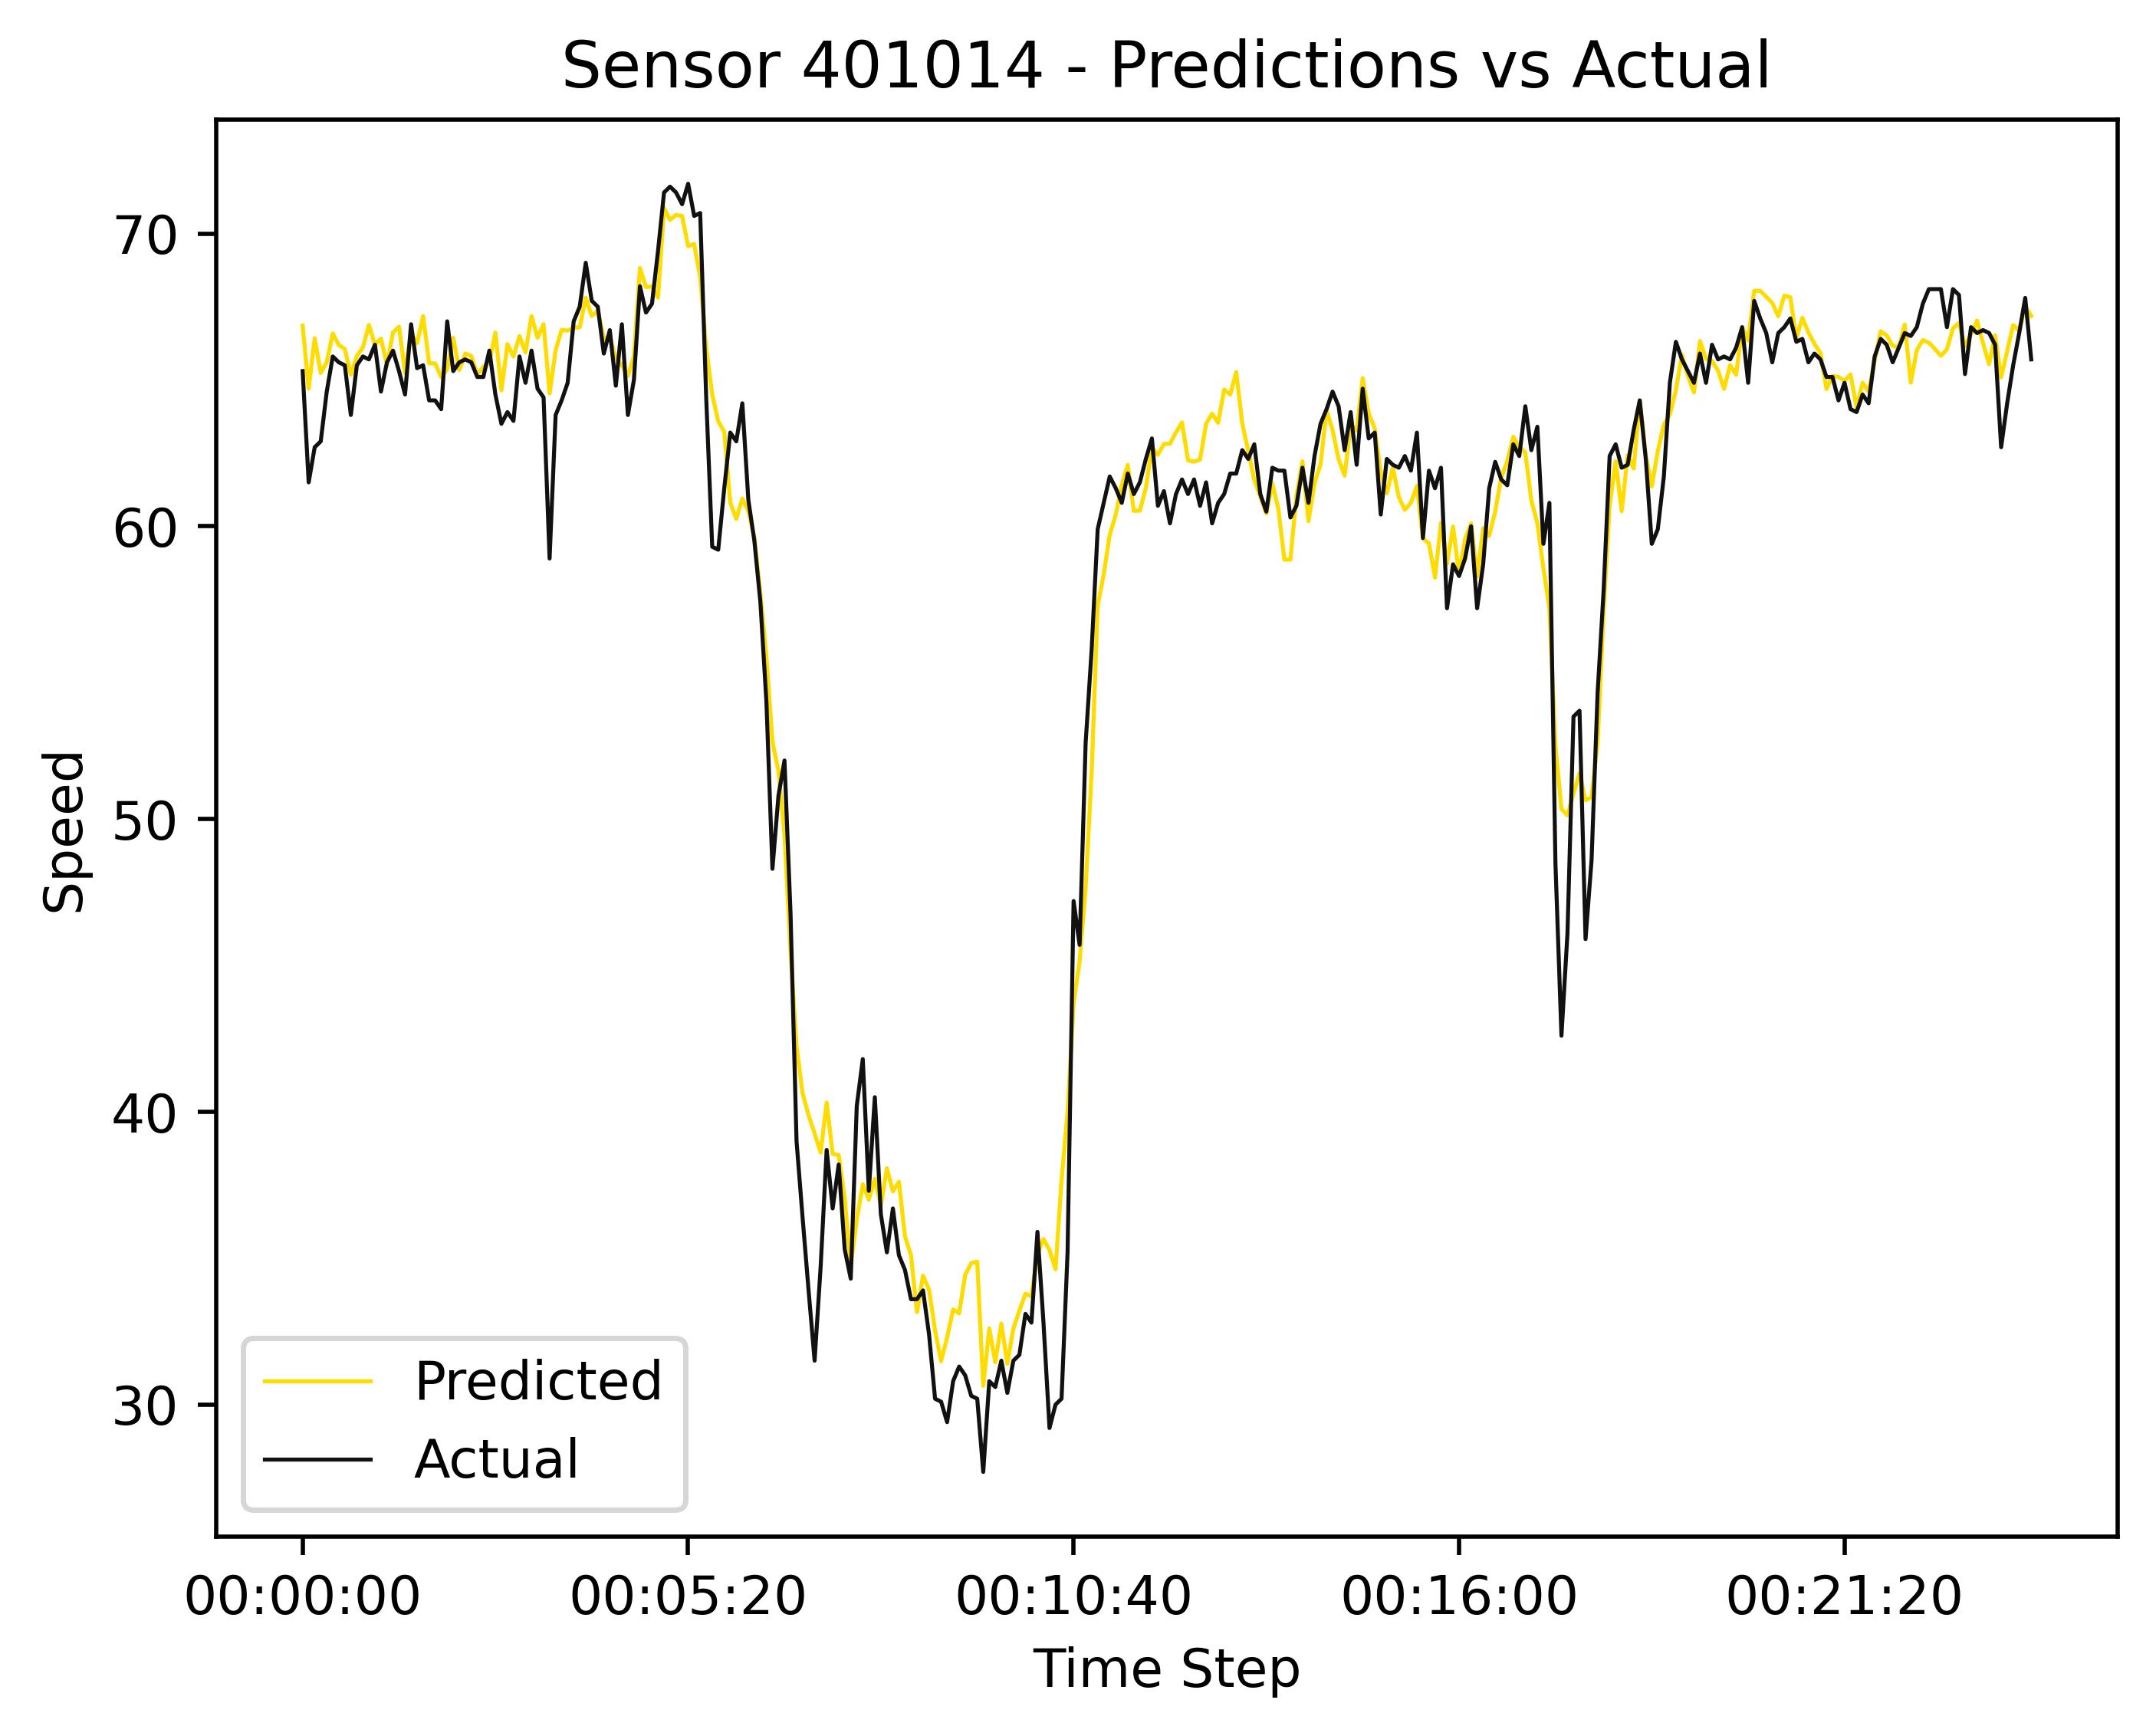 Sensor 401014 - Predictions vs Actual
70
60
50
40
30
Speed
Predicted
Actual
00:00:00 00:05:20 00:10:40 00:16:00 00:21:20
Time Step